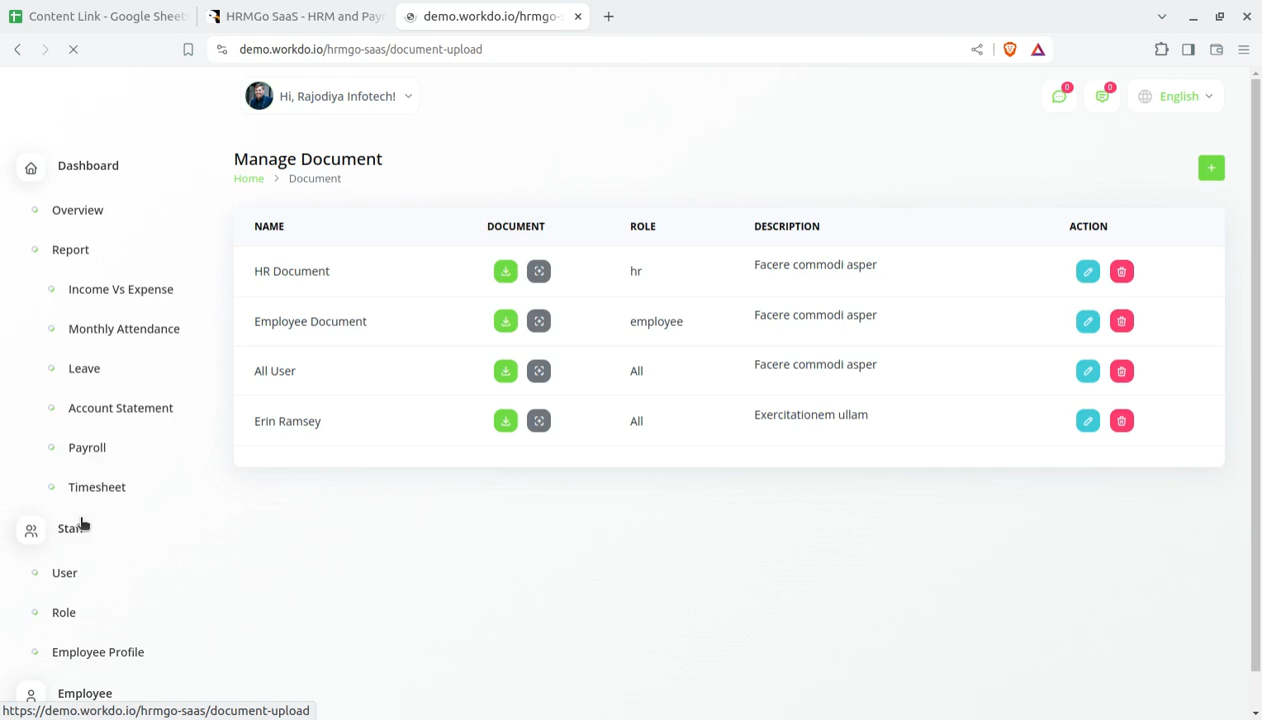 Content Link - Google Sheet
HRMGo SaaS - HRM and Payr
demo.workdo.io/hrmgo-s
demo.workdo.io/hrmgo-saas/document-upload
Hi, Rajodiya Infotech!
0
0
English
Dashboard
Overview
Report
Income Vs Expense
Monthly Attendance
Leave
Account Statement
Payroll
Timesheet
Staff
User
Role
Employee Profile
Employee
Manage Document
Home > Document
+
NAME DOCUMENT ROLE DESCRIPTION ACTION
HR Document hr Facere commodi asper
Employee Document employee Facere commodi asper
All User All Facere commodi asper
Erin Ramsey All Exercitationem ullam
https://demo.workdo.io/hrmgo-saas/document-upload